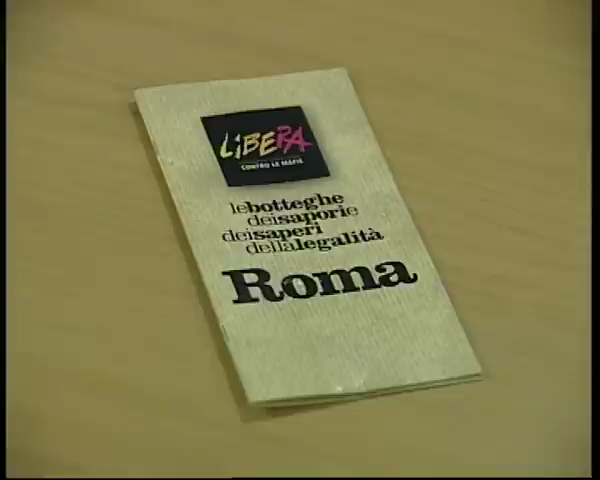 LiBERA
CONTRO LE MAFIE
lebotteghe
deisaporie
deisaperi
dellalegalità
Roma